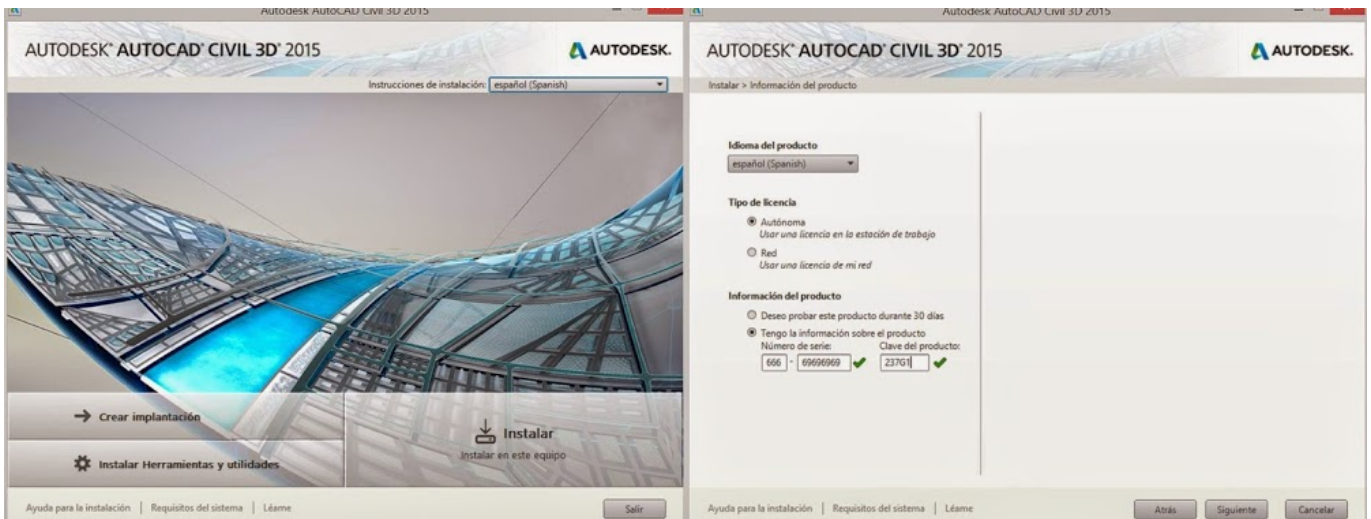 Autodesk AutoCAD Civil 3D 2015
AUTODESK® AUTOCAD® CIVIL 3D® 2015
AUTODESK.
Instrucciones de instalación: español (Spanish)
Crear implantación
Instalar Herramientas y utilidades
Instalar
Instalar en este equipo
Ayuda para la instalación | Requisitos del sistema | Léame
Salir
Autodesk AutoCAD Civil 3D 2015
AUTODESK® AUTOCAD® CIVIL 3D® 2015
AUTODESK.
Instalar > Información del producto
Idioma del producto
español (Spanish)
Tipo de licencia
Autónoma
Usar una licencia en la estación de trabajo
Red
Usar una licencia de mi red
Información del producto
Deseo probar este producto durante 30 días
Tengo la información sobre el producto
Número de serie: Clave del producto:
666 - 69696969 237G1
Ayuda para la instalación | Requisitos del sistema | Léame
Atrás Siguiente Cancelar